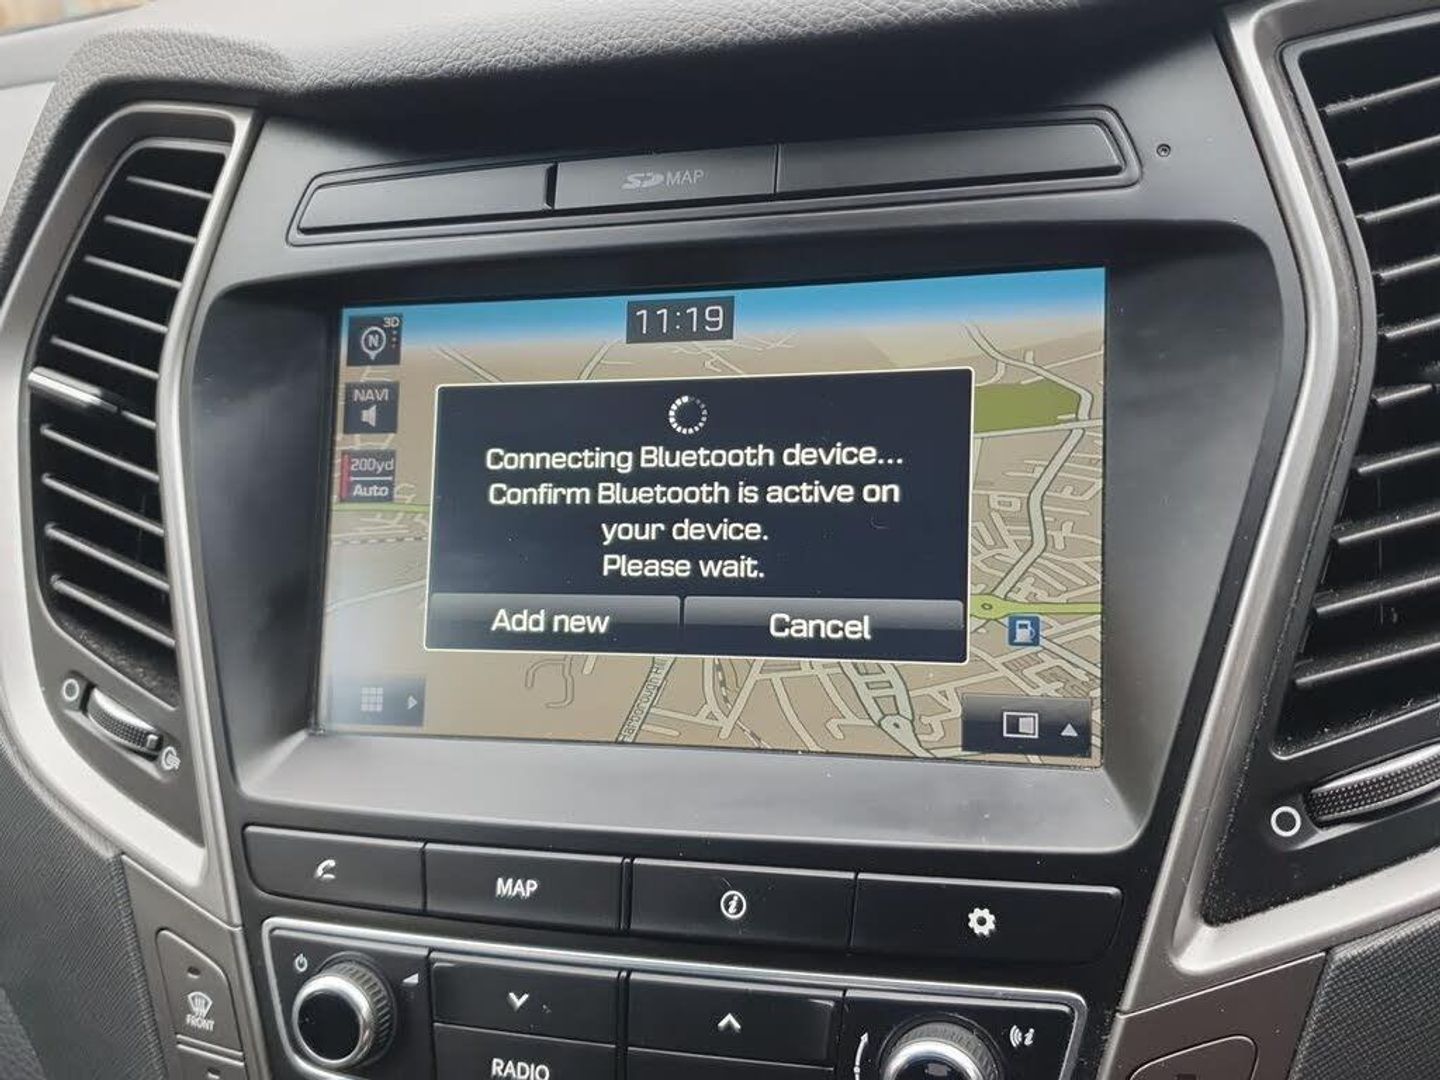 SD MAP
11:19
3D
N
NAVI
200yd
Auto
Connecting Bluetooth device...
Confirm Bluetooth is active on
your device.
Please wait.
Add new
Cancel
MAP
i
FRONT
RADIO